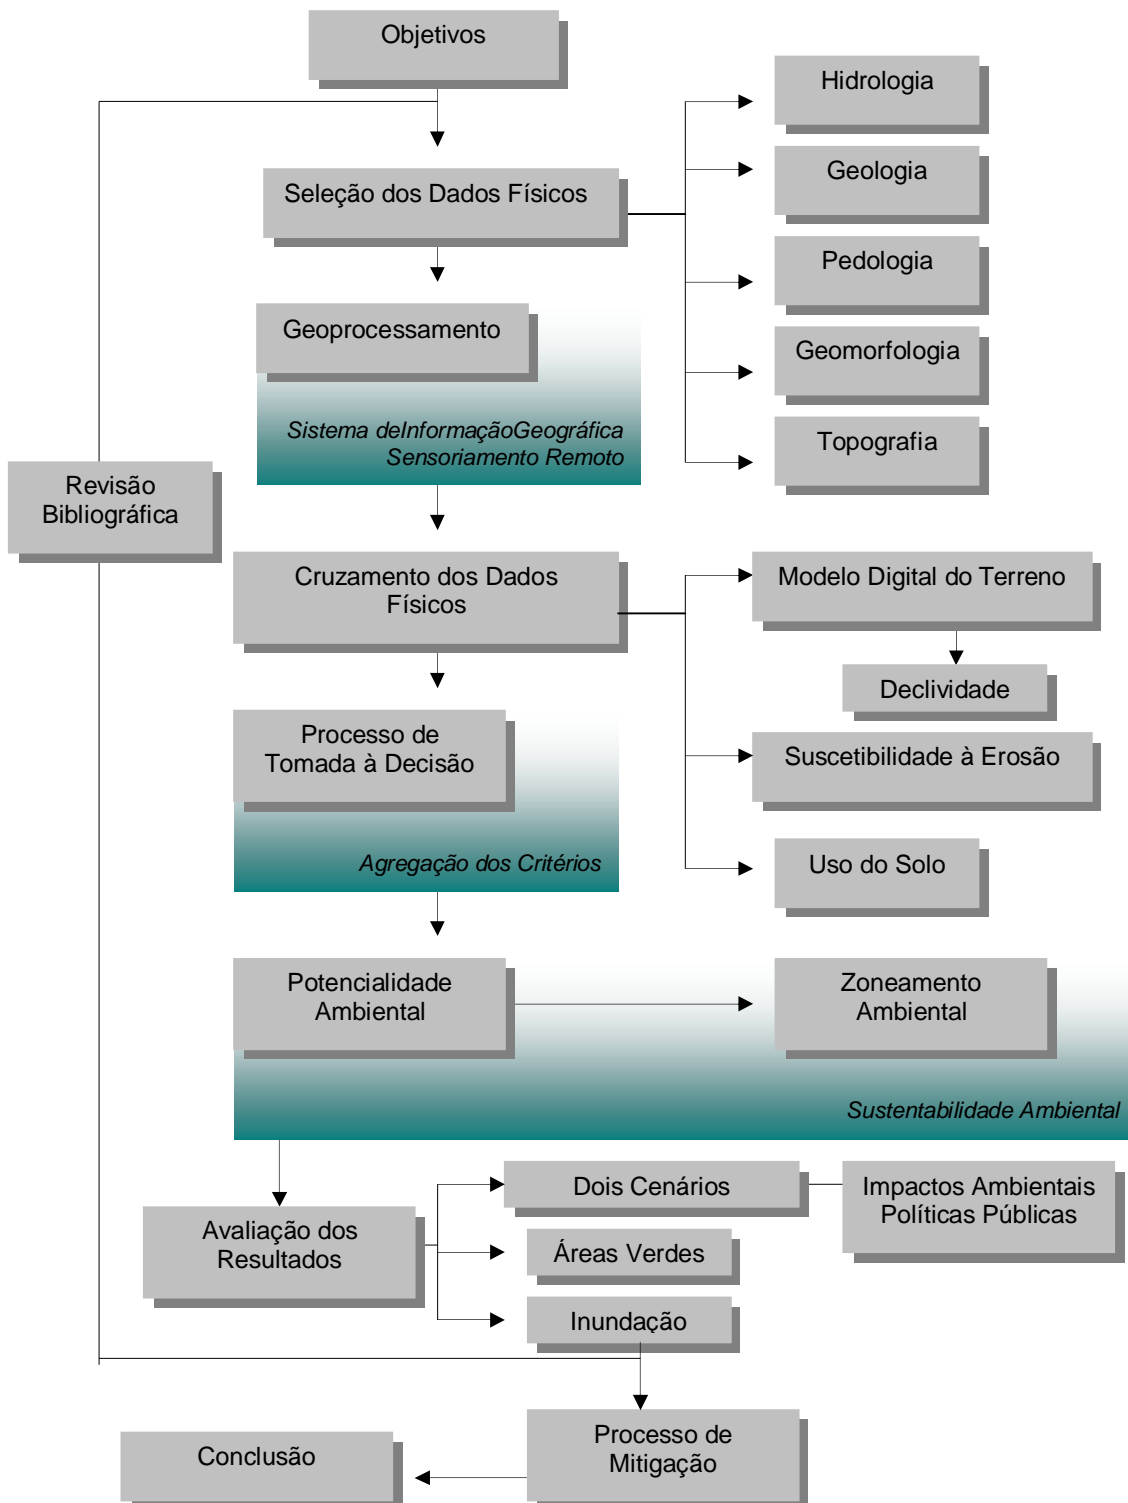 Objetivos
Hidrologia
Seleção dos Dados Físicos
Geologia
Pedologia
Geoprocessamento
Geomorfologia
Sistema deInformaçãoGeográfica
Sensoriamento Remoto
Topografia
Revisão
Bibliográfica
Cruzamento dos Dados
Físicos
Modelo Digital do Terreno
Declividade
Processo de
Tomada à Decisão
Suscetibilidade à Erosão
Agregação dos Critérios
Uso do Solo
Potencialidade
Ambiental
Zoneamento
Ambiental
Sustentabilidade Ambiental
Dois Cenários
Impactos Ambientais
Políticas Públicas
Avaliação dos
Resultados
Áreas Verdes
Inundação
Processo de
Mitigação
Conclusão